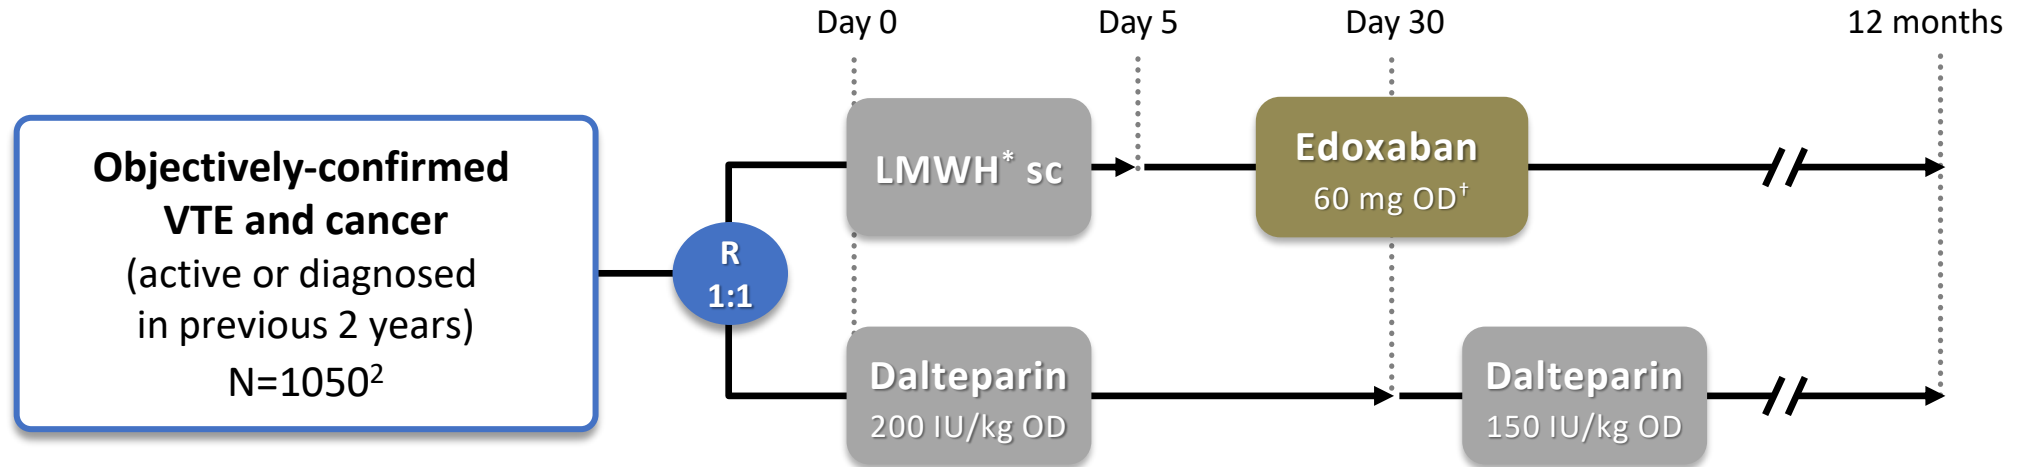 Day 0
Day 5
Day 30
12 months
Objectively-confirmed
VTE and cancer
(active or diagnosed
in previous 2 years)
N=1050²
R
1:1
LMWH* sc
Edoxaban
60 mg OD†
Dalteparin
200 IU/kg OD
Dalteparin
150 IU/kg OD